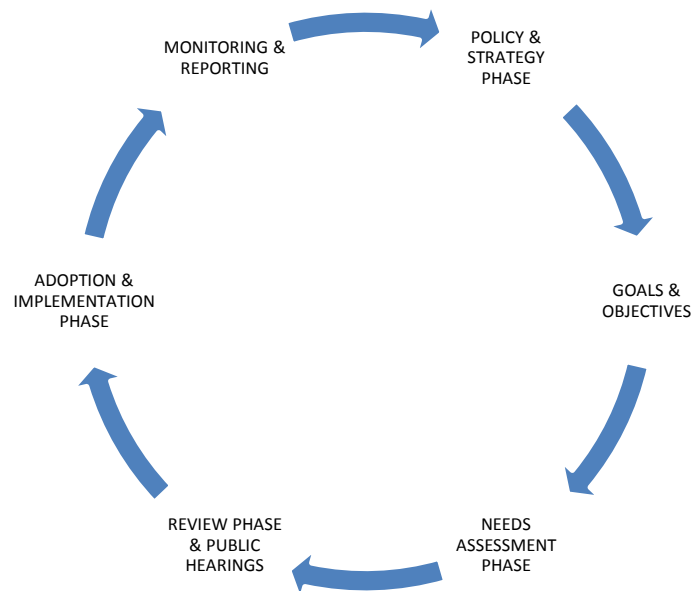 MONITORING &
REPORTING
POLICY &
STRATEGY
PHASE
GOALS &
OBJECTIVES
NEEDS
ASSESSMENT
PHASE
REVIEW PHASE
& PUBLIC
HEARINGS
ADOPTION &
IMPLEMENTATION
PHASE